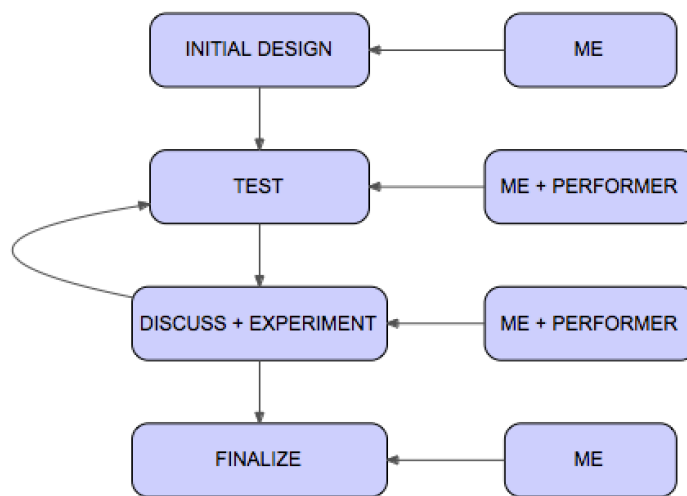 INITIAL DESIGN
ME
TEST
ME + PERFORMER
DISCUSS + EXPERIMENT
ME + PERFORMER
FINALIZE
ME